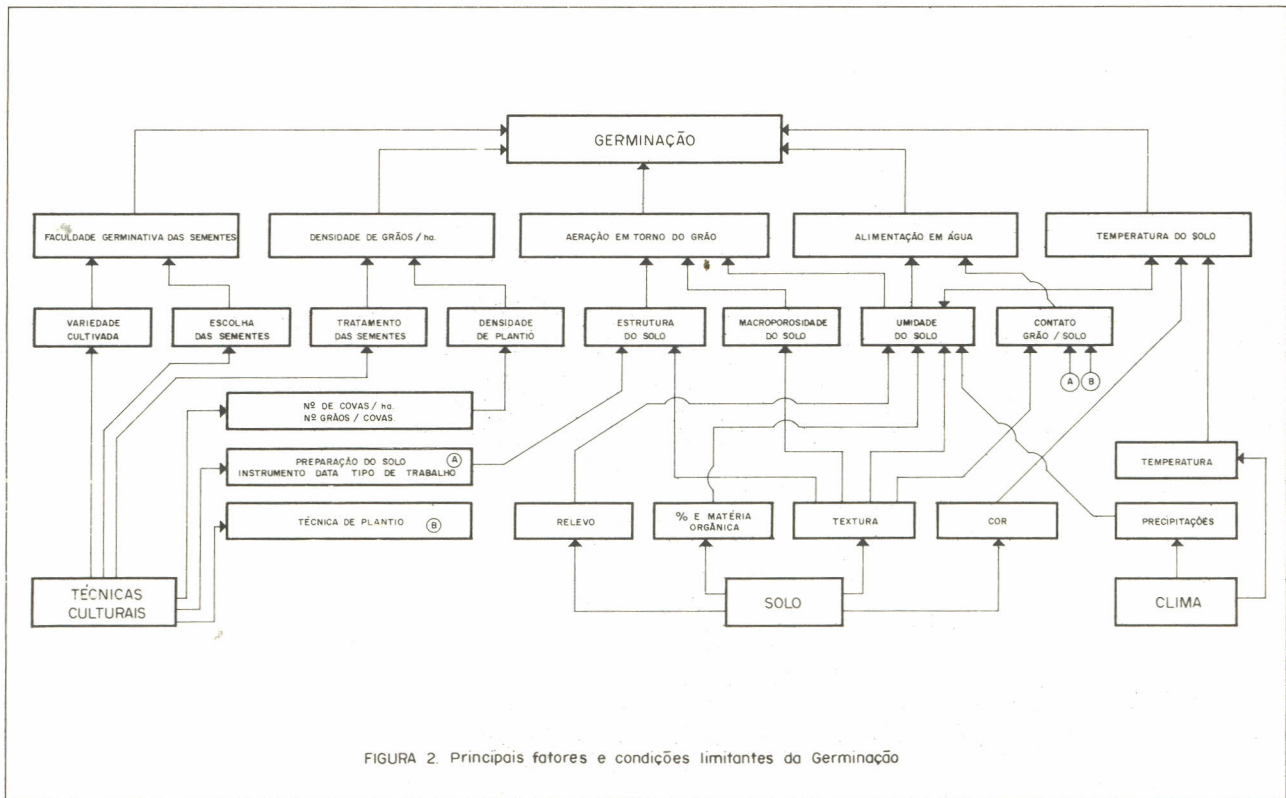 GERMINAÇÃO
FACULDADE GERMINATIVA DAS SEMENTES
DENSIDADE DE GRÃOS / ha.
AERAÇÃO EM TORNO DO GRÃO
ALIMENTAÇÃO EM ÁGUA
TEMPERATURA DO SOLO
VARIEDADE
CULTIVADA
ESCOLHA
DAS SEMENTES
TRATAMENTO
DAS SEMENTES
DENSIDADE
DE PLANTIO
ESTRUTURA
DO SOLO
MACROPOROSIDADE
DO SOLO
UMIDADE
DO SOLO
CONTATO
GRÃO / SOLO
A B
Nº DE COVAS / ha.
Nº GRÃOS / COVAS.
PREPARAÇÃO DO SOLO A
INSTRUMENTO DATA TIPO DE TRABALHO
TEMPERATURA
TÉCNICA DE PLANTIO B
RELEVO
% E MATÉRIA
ORGÂNICA
TEXTURA
COR
PRECIPITAÇÕES
TÉCNICAS
CULTURAIS
SOLO
CLIMA
FIGURA 2. Principais fatores e condições limitantes da Germinação